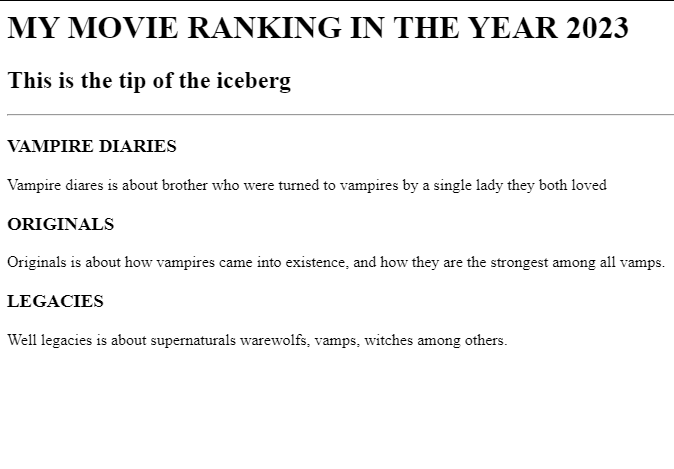 MY MOVIE RANKING IN THE YEAR 2023
This is the tip of the iceberg
VAMPIRE DIARIES
Vampire diares is about brother who were turned to vampires by a single lady they both loved
ORIGINALS
Originals is about how vampires came into existence, and how they are the strongest among all vamps.
LEGACIES
Well legacies is about supernaturals warewolfs, vamps, witches among others.